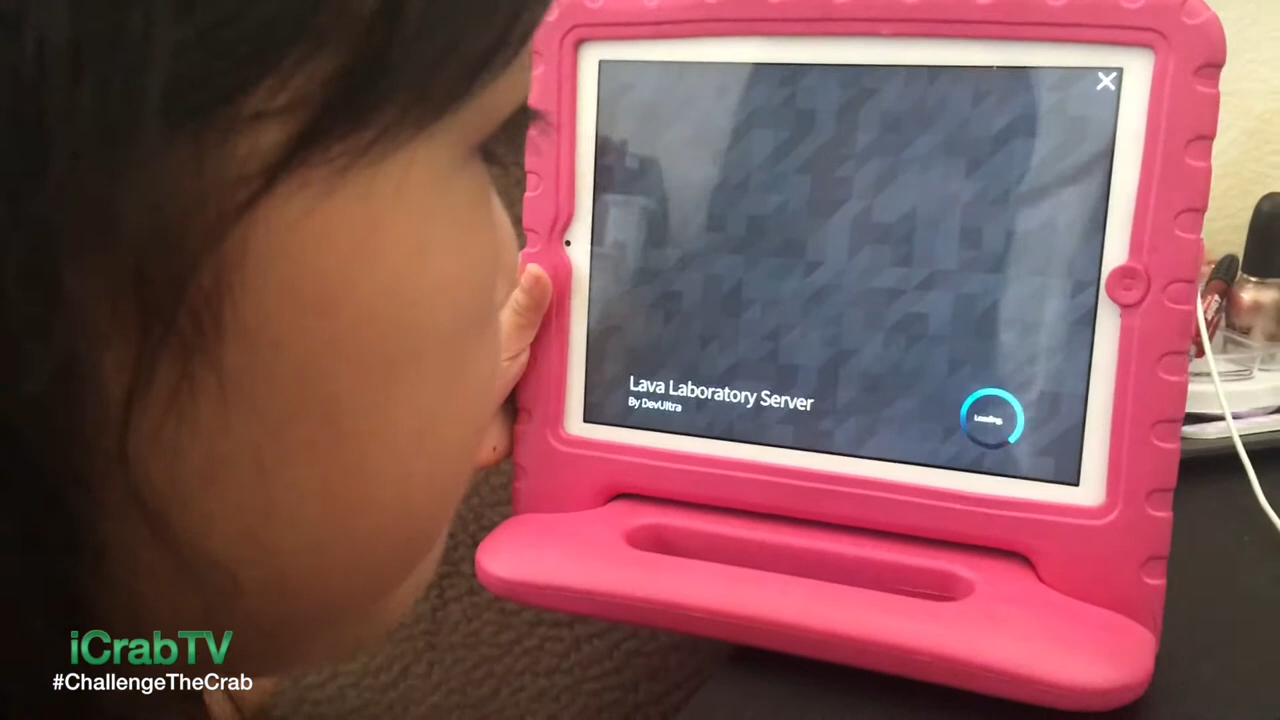 Lava Laboratory Server
By DevUltra
Loading.
iCrabTV
#ChallengeTheCrab